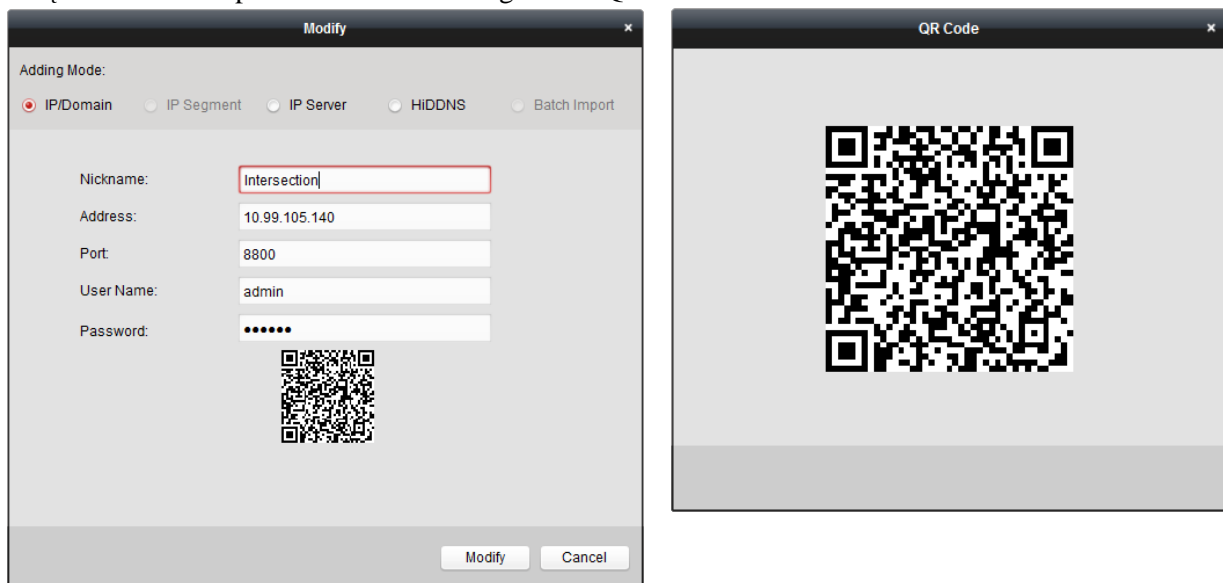 Modify
×
Adding Mode:
IP/Domain IP Segment IP Server HiDDNS Batch Import
Nickname: Intersection
Address: 10.99.105.140
Port: 8800
User Name: admin
Password: ●●●●●●
Modify Cancel
QR Code
×